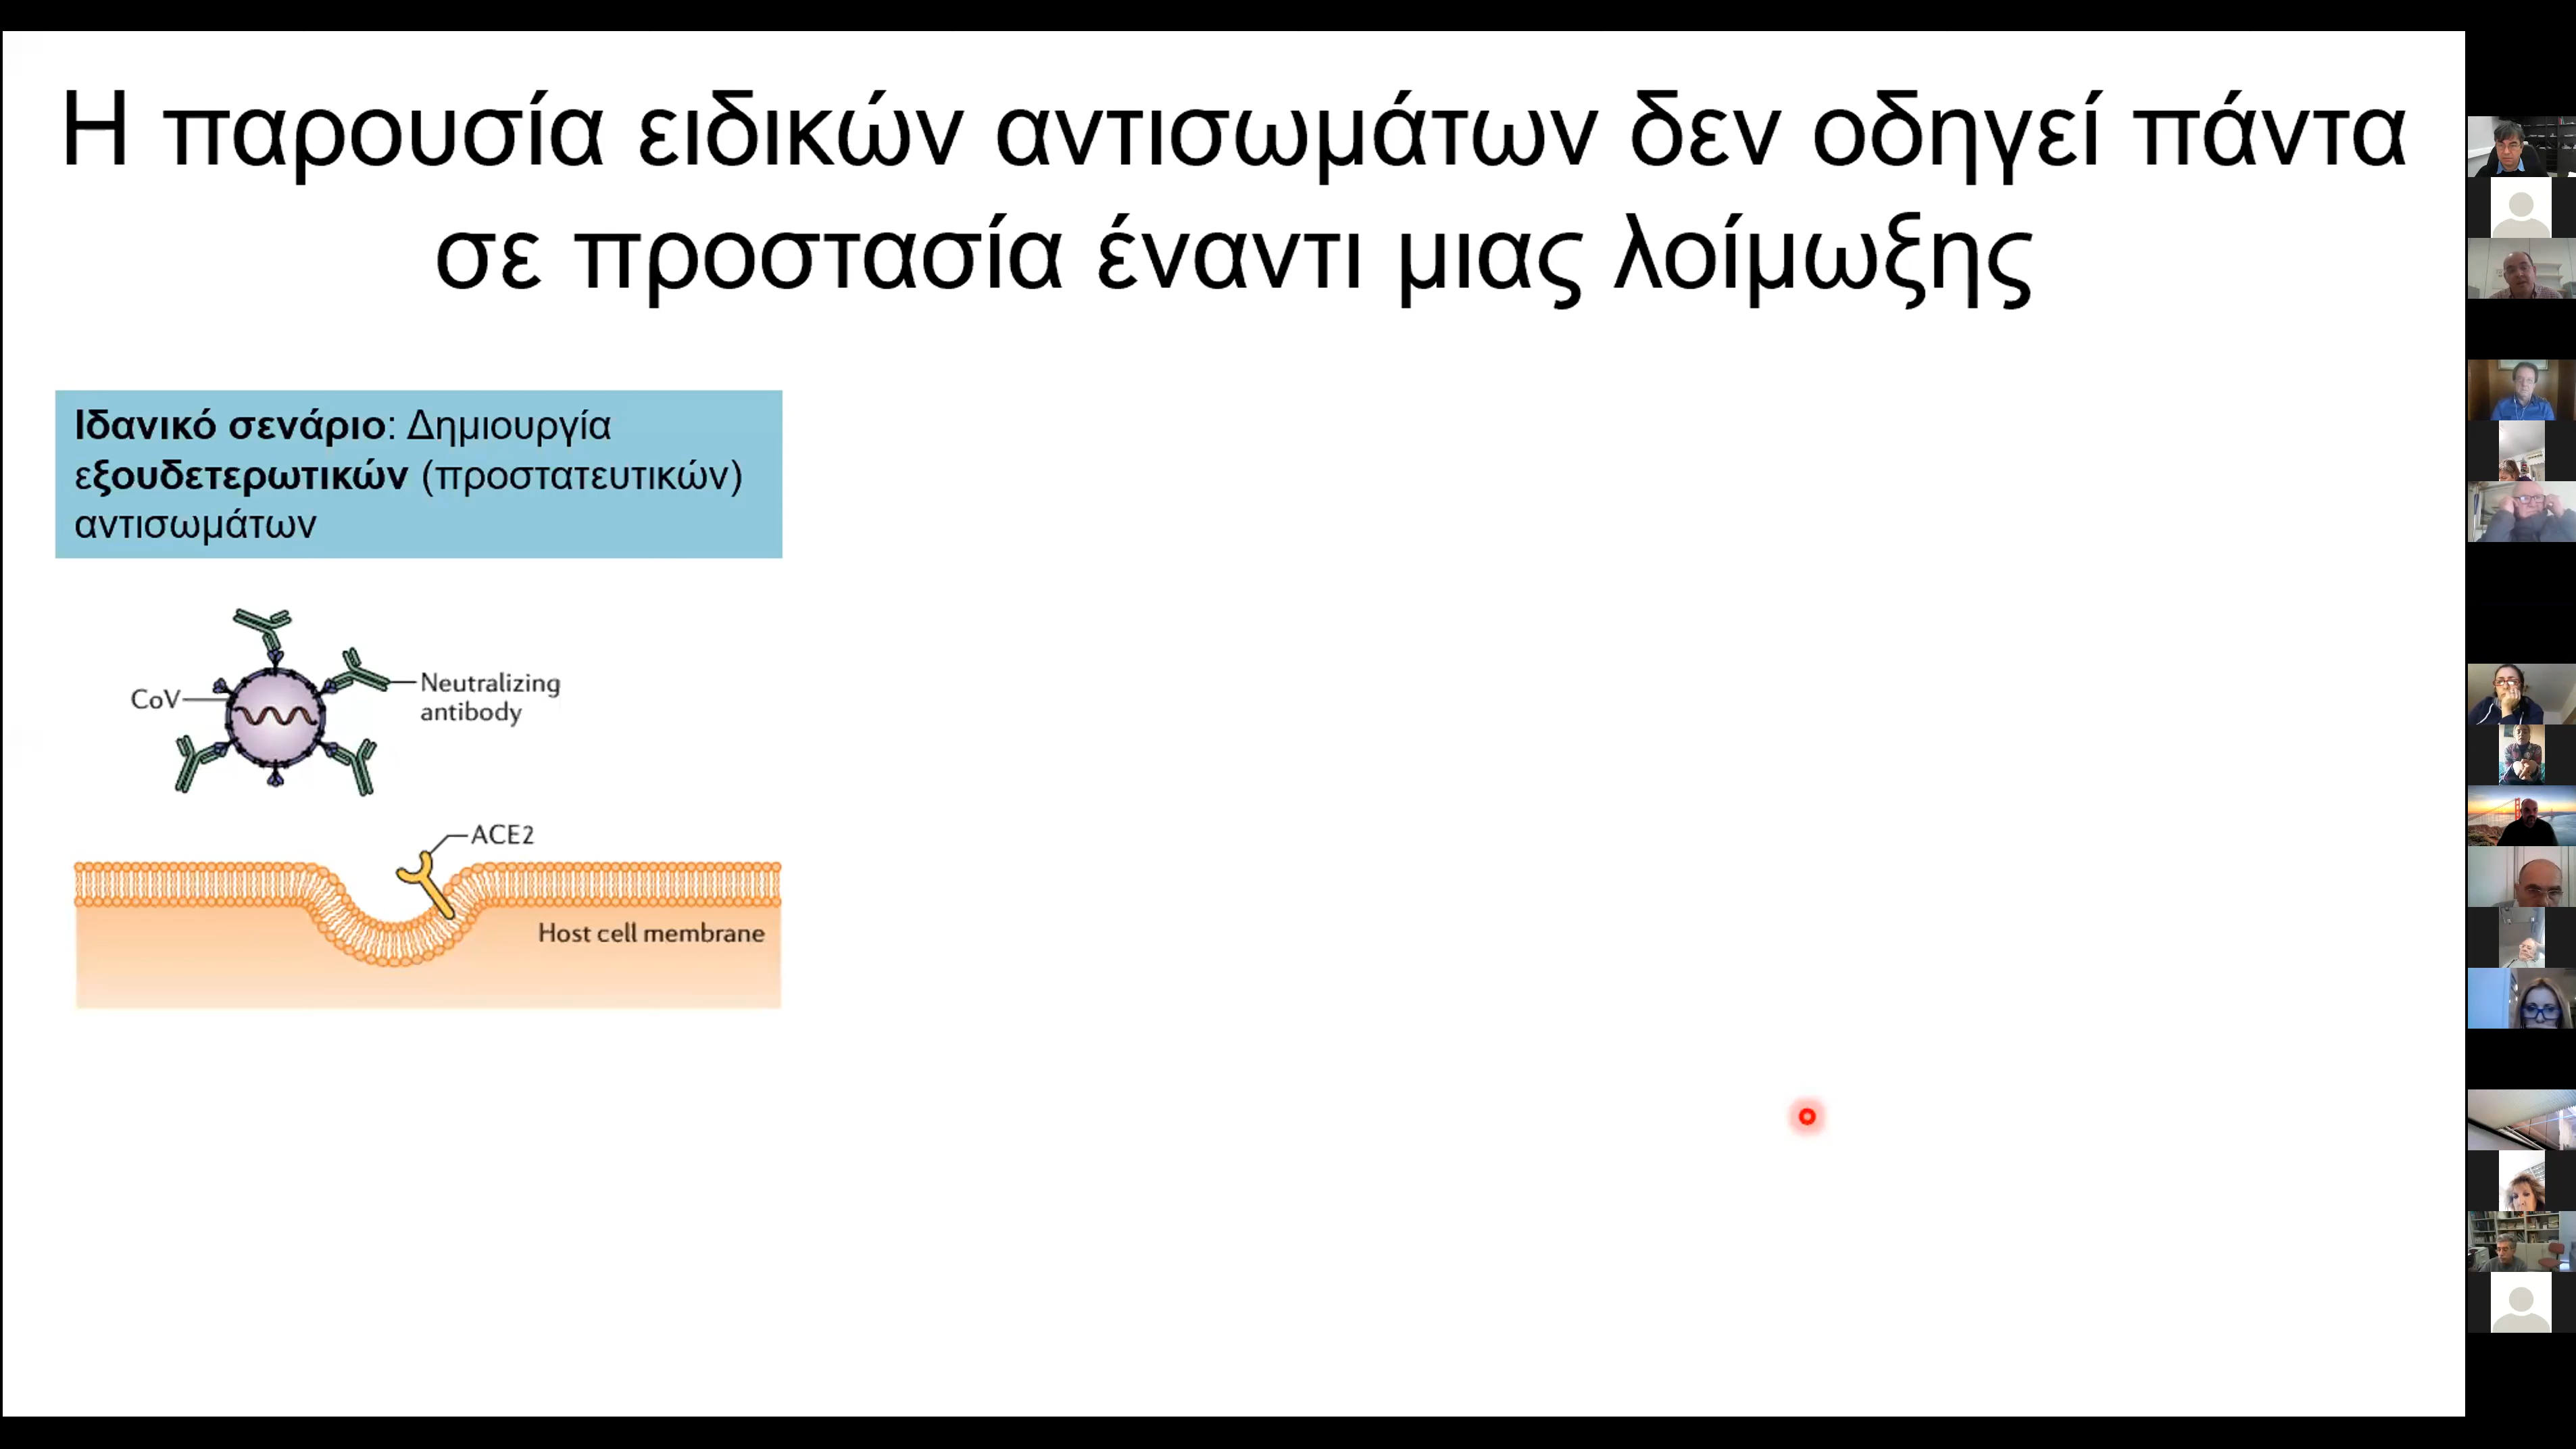 Η παρουσία ειδικών αντισωμάτων δεν οδηγεί πάντα
σε προστασία έναντι μιας λοίμωξης
Ιδανικό σενάριο: Δημιουργία
εξουδετερωτικών (προστατευτικών)
αντισωμάτων
CoV
Neutralizing
antibody
ACE2
Host cell membrane